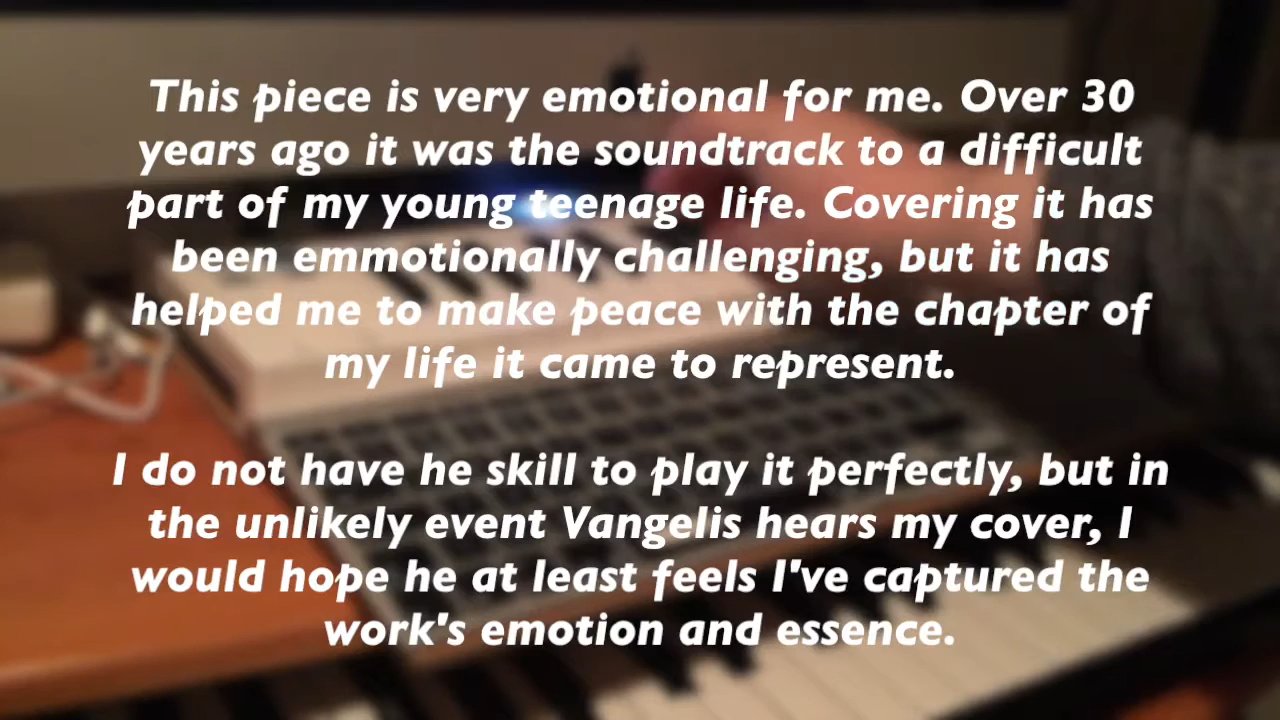 This piece is very emotional for me. Over 30
years ago it was the soundtrack to a difficult
part of my young teenage life. Covering it has
been emmotionally challenging, but it has
helped me to make peace with the chapter of
my life it came to represent.
I do not have he skill to play it perfectly, but in
the unlikely event Vangelis hears my cover, I
would hope he at least feels I've captured the
work's emotion and essence.